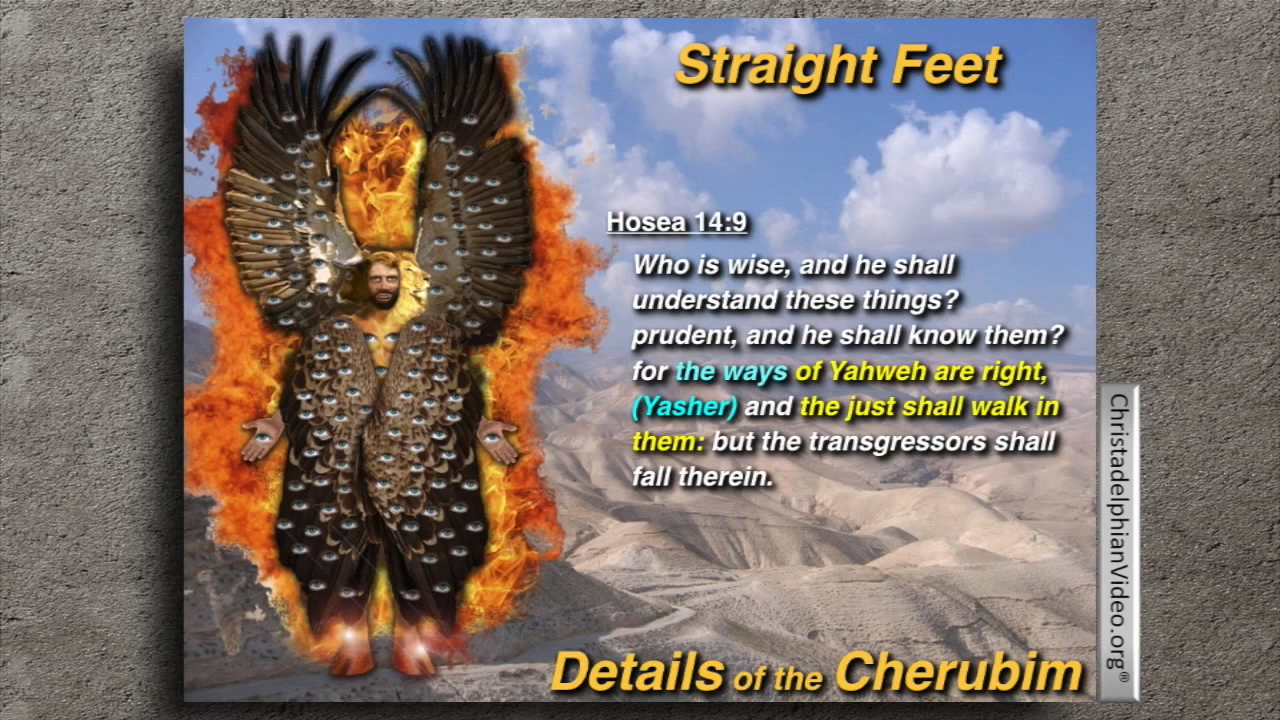 Straight Feet
Hosea 14:9
Who is wise, and he shall
understand these things?
prudent, and he shall know them?
for the ways of Yahweh are right,
(Yasher) and the just shall walk in
them: but the transgressors shall
fall therein.
Details of the Cherubim
ChristadelphianVideo.org®